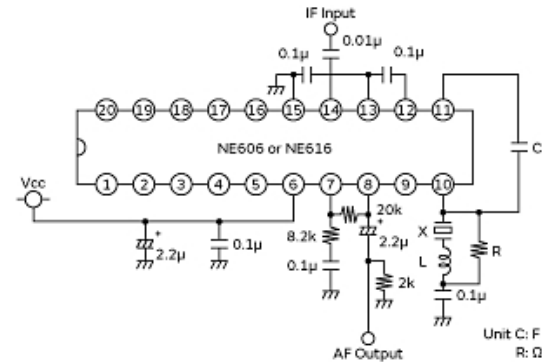 IF Input
0.1μ
0.01μ
0.1μ
20 19 18 17 16 15 14 13 12 11
NE606 or NE616
C
1 2 3 4 5 6 7 8 9 10
Vcc
20k
+
2.2μ
0.1μ
8.2k
+
2.2μ
X
L
R
0.1μ
2k
0.1μ
AF Output
Unit C: F
R: Ω